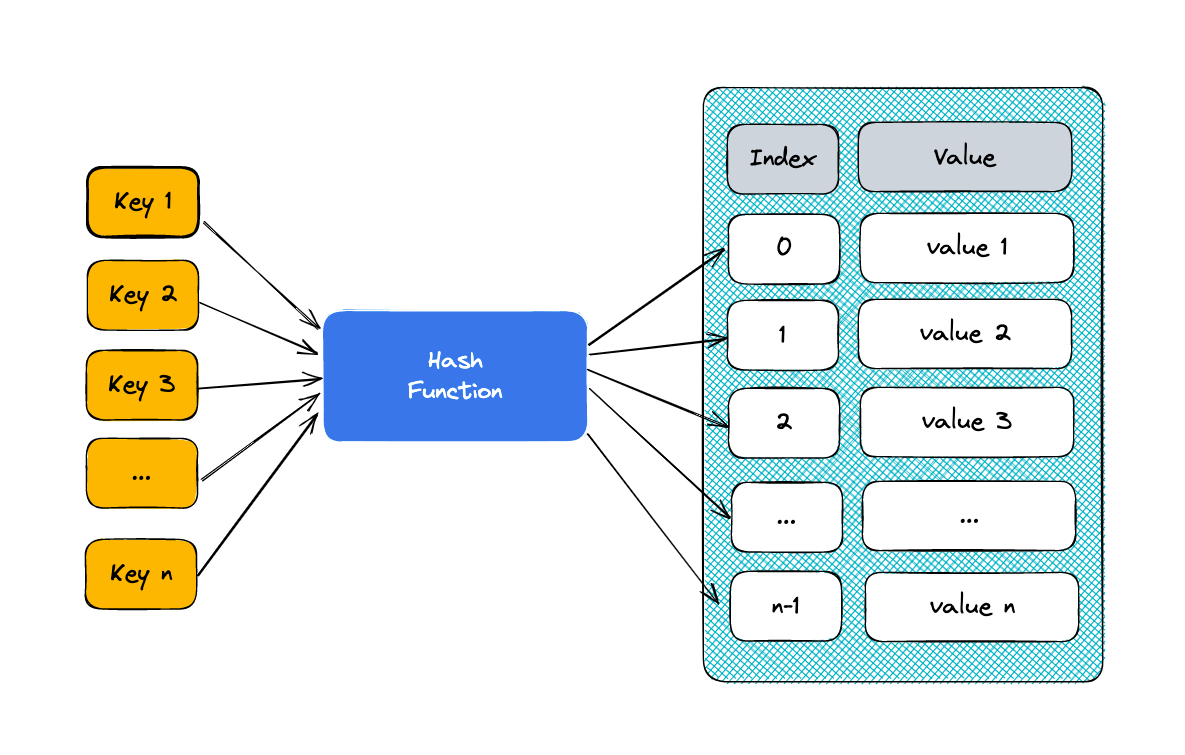 Key 1
Key 2
Key 3
...
Key n
Hash
Function
Index Value
0 value 1
1 value 2
2 value 3
... ...
n-1 value n